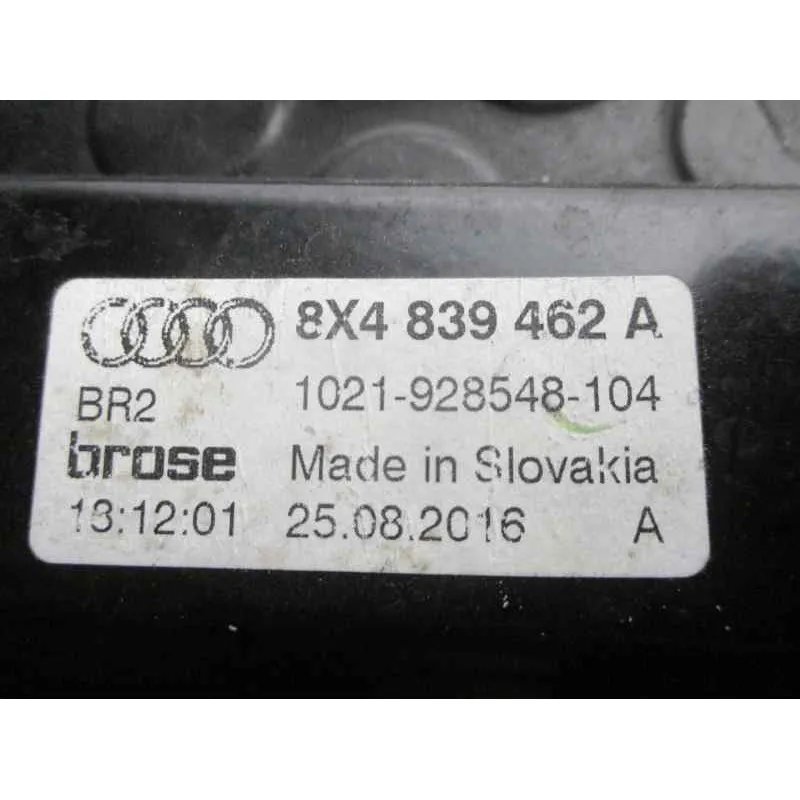 8X4 839 462 A
BR2 1021-928548-104
brose Made in Slovakia
13:12:01 25.08.2016 A